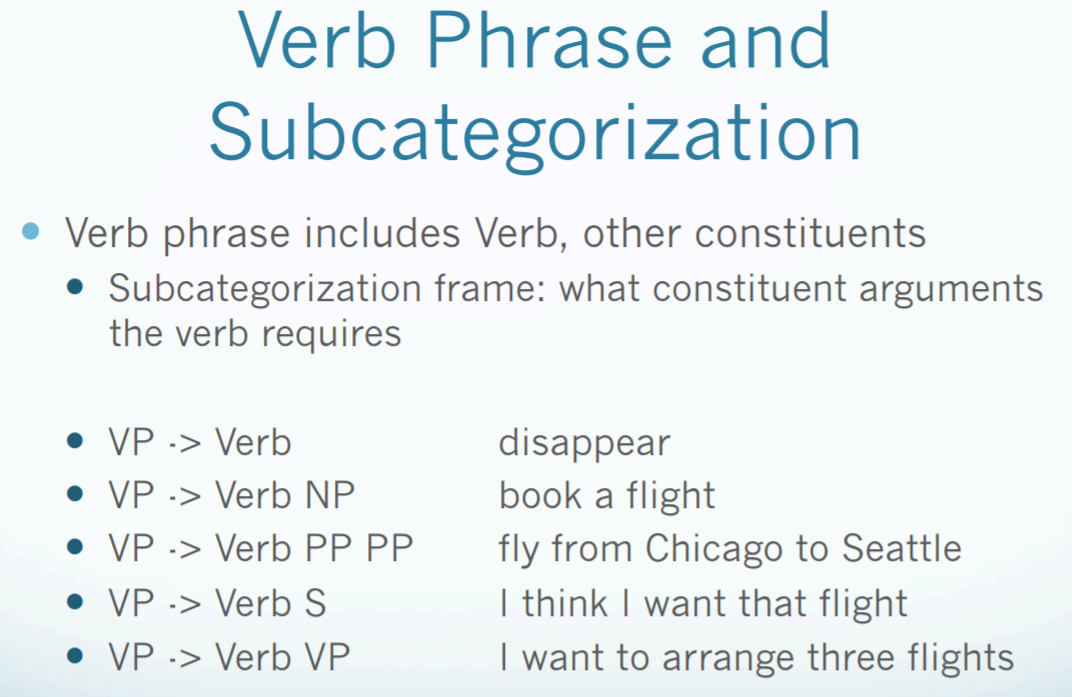 Verb Phrase and
Subcategorization
Verb phrase includes Verb, other constituents
Subcategorization frame: what constituent arguments
the verb requires
VP -> Verb disappear
VP -> Verb NP book a flight
VP -> Verb PP PP fly from Chicago to Seattle
VP -> Verb S I think I want that flight
VP -> Verb VP I want to arrange three flights